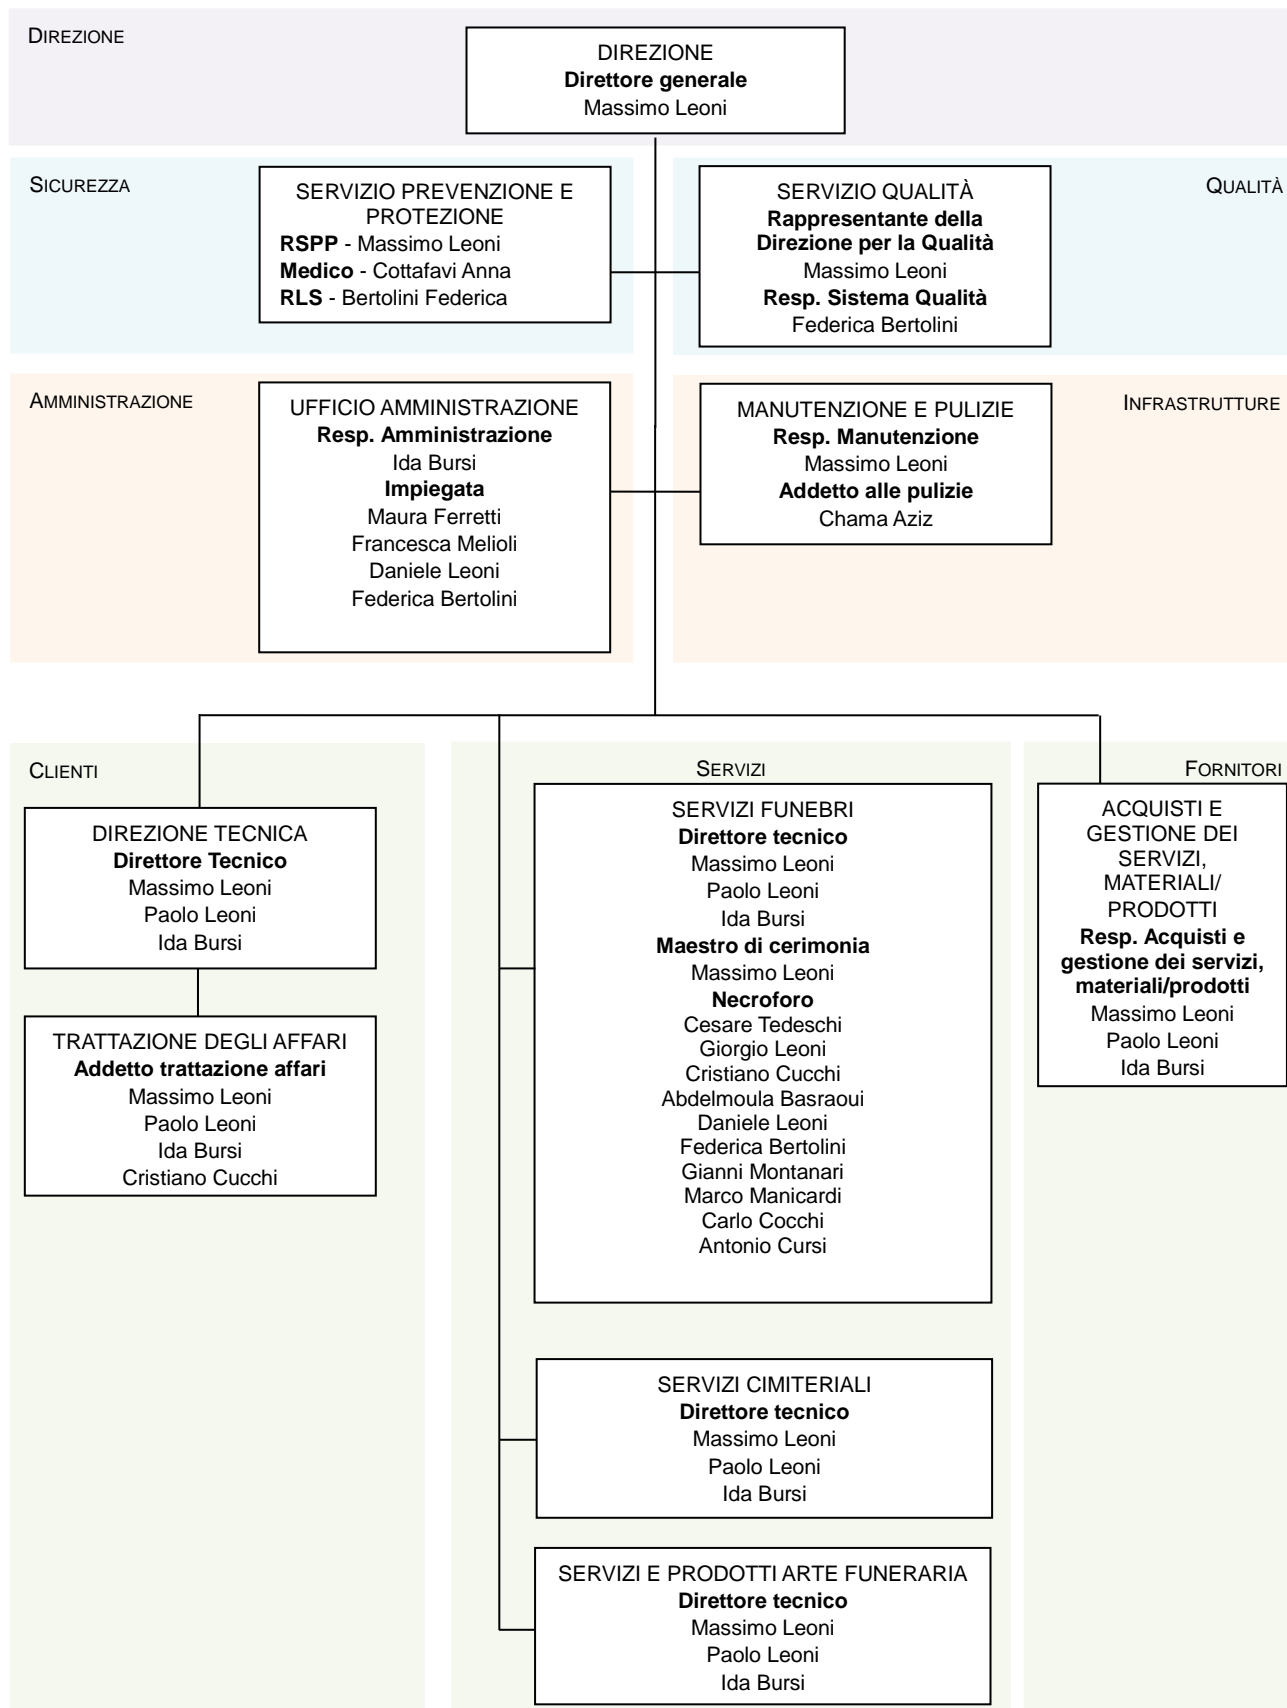 DIREZIONE
DIREZIONE
Direttore generale
Massimo Leoni
SICUREZZA
SERVIZIO PREVENZIONE E
PROTEZIONE
RSPP - Massimo Leoni
Medico - Cottafavi Anna
RLS - Bertolini Federica
SERVIZIO QUALITÀ
Rappresentante della
Direzione per la Qualità
Massimo Leoni
Resp. Sistema Qualità
Federica Bertolini
QUALITÀ
AMMINISTRAZIONE
UFFICIO AMMINISTRAZIONE
Resp. Amministrazione
Ida Bursi
Impiegata
Maura Ferretti
Francesca Melioli
Daniele Leoni
Federica Bertolini
MANUTENZIONE E PULIZIE
Resp. Manutenzione
Massimo Leoni
Addetto alle pulizie
Chama Aziz
INFRASTRUTTURE
CLIENTI
DIREZIONE TECNICA
Direttore Tecnico
Massimo Leoni
Paolo Leoni
Ida Bursi
TRATTAZIONE DEGLI AFFARI
Addetto trattazione affari
Massimo Leoni
Paolo Leoni
Ida Bursi
Cristiano Cucchi
SERVIZI
SERVIZI FUNEBRI
Direttore tecnico
Massimo Leoni
Paolo Leoni
Ida Bursi
Maestro di cerimonia
Massimo Leoni
Necroforo
Cesare Tedeschi
Giorgio Leoni
Cristiano Cucchi
Abdelmoula Basraoui
Daniele Leoni
Federica Bertolini
Gianni Montanari
Marco Manicardi
Carlo Cocchi
Antonio Cursi
SERVIZI CIMITERIALI
Direttore tecnico
Massimo Leoni
Paolo Leoni
Ida Bursi
SERVIZI E PRODOTTI ARTE FUNERARIA
Direttore tecnico
Massimo Leoni
Paolo Leoni
Ida Bursi
FORNITORI
ACQUISTI E
GESTIONE DEI
SERVIZI,
MATERIALI/
PRODOTTI
Resp. Acquisti e
gestione dei servizi,
materiali/prodotti
Massimo Leoni
Paolo Leoni
Ida Bursi